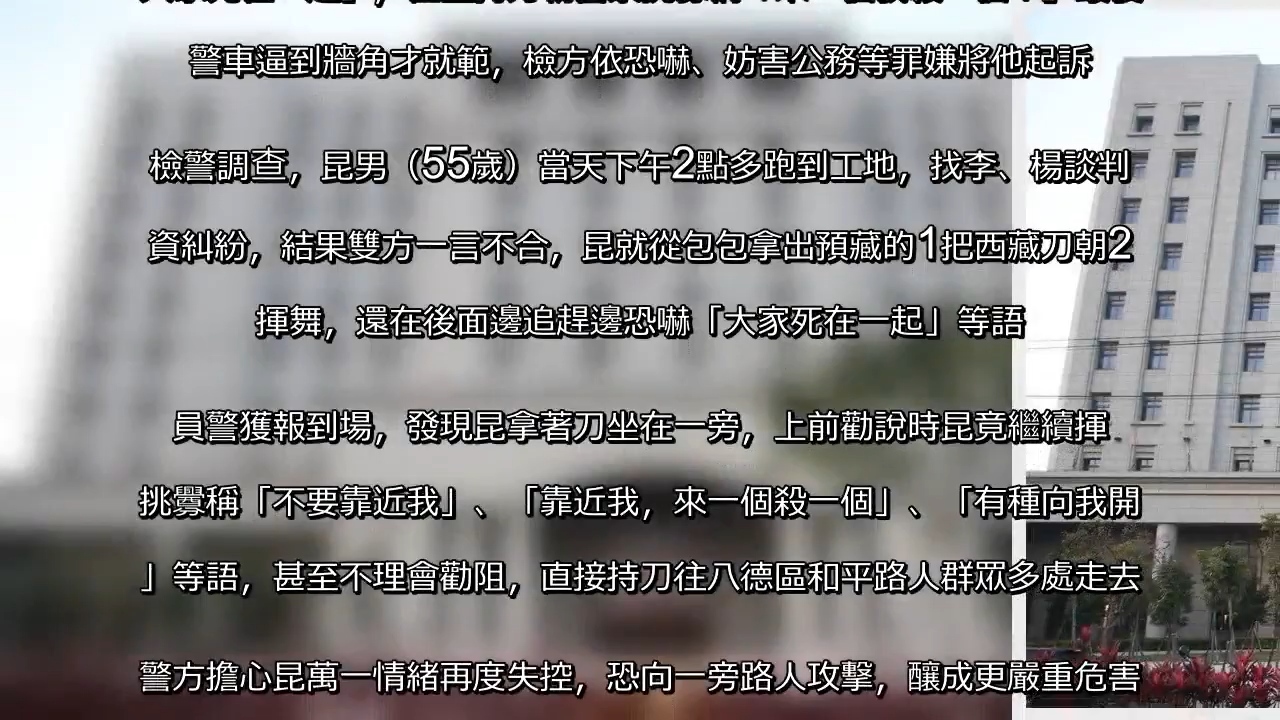 警車逼到牆角才就範，檢方依恐嚇、妨害公務等罪嫌將他起訴
檢警調查，昆男（55歲）當天下午2點多跑到工地，找李、楊談判
資糾紛，結果雙方一言不合，昆就從包包拿出預藏的1把西藏刀朝2
揮舞，還在後面邊追趕邊恐嚇「大家死在一起」等語
員警獲報到場，發現昆拿著刀坐在一旁，上前勸說時昆竟繼續揮
挑釁稱「不要靠近我」、「靠近我，來一個殺一個」、「有種向我開
」等語，甚至不理會勸阻，直接持刀往八德區和平路人群眾多處走去
警方擔心昆萬一情緒再度失控，恐向一旁路人攻擊，釀成更嚴重危害